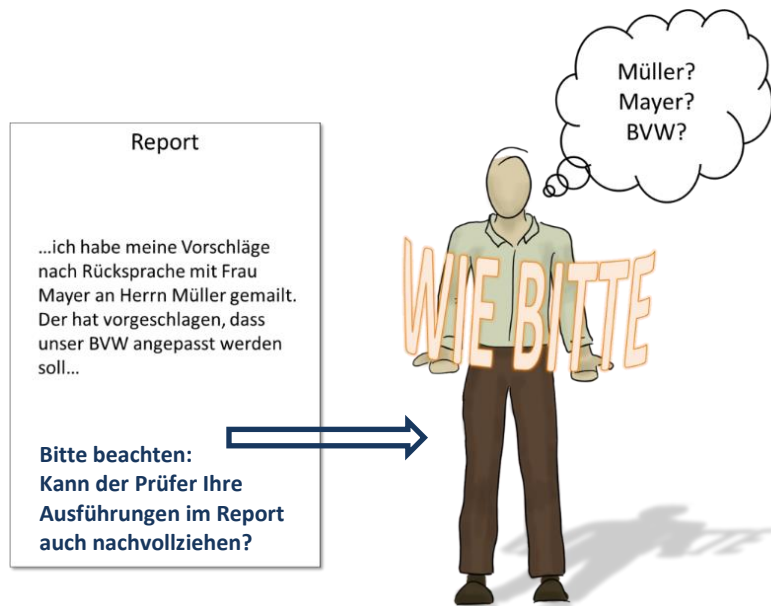 Müller?
Mayer?
BVW?
Report
...ich habe meine Vorschläge
nach Rücksprache mit Frau
Mayer an Herrn Müller gemailt.
Der hat vorgeschlagen, dass
unser BVW angepasst werden
soll...
WIE BITTE
Bitte beachten:
Kann der Prüfer Ihre
Ausführungen im Report
auch nachvollziehen?